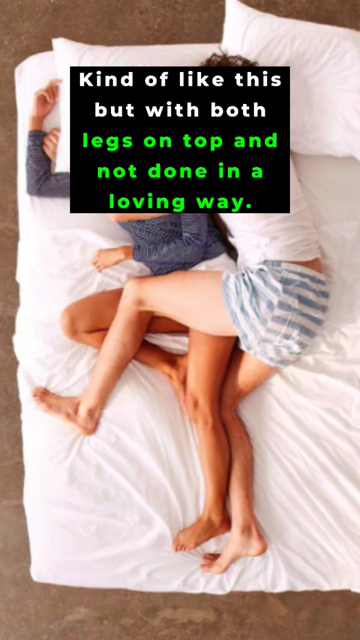 Kind of like this
but with both
legs on top and
not done in a
loving way.